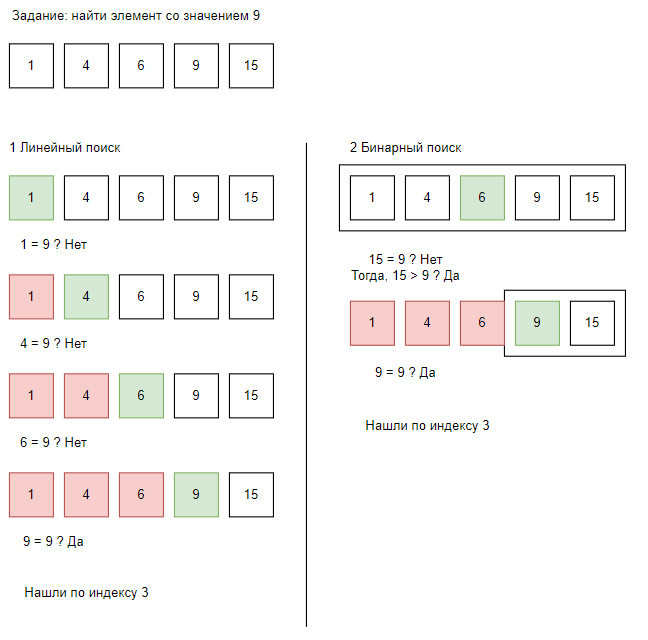 Задание: найти элемент со значением 9
1 4 6 9 15
1 Линейный поиск
1 4 6 9 15
1 = 9 ? Нет
1 4 6 9 15
4 = 9 ? Нет
1 4 6 9 15
6 = 9 ? Нет
1 4 6 9 15
9 = 9 ? Да
Нашли по индексу 3
2 Бинарный поиск
1 4 6 9 15
15 = 9 ? Нет
Тогда, 15 > 9 ? Да
1 4 6 9 15
9 = 9 ? Да
Нашли по индексу 3